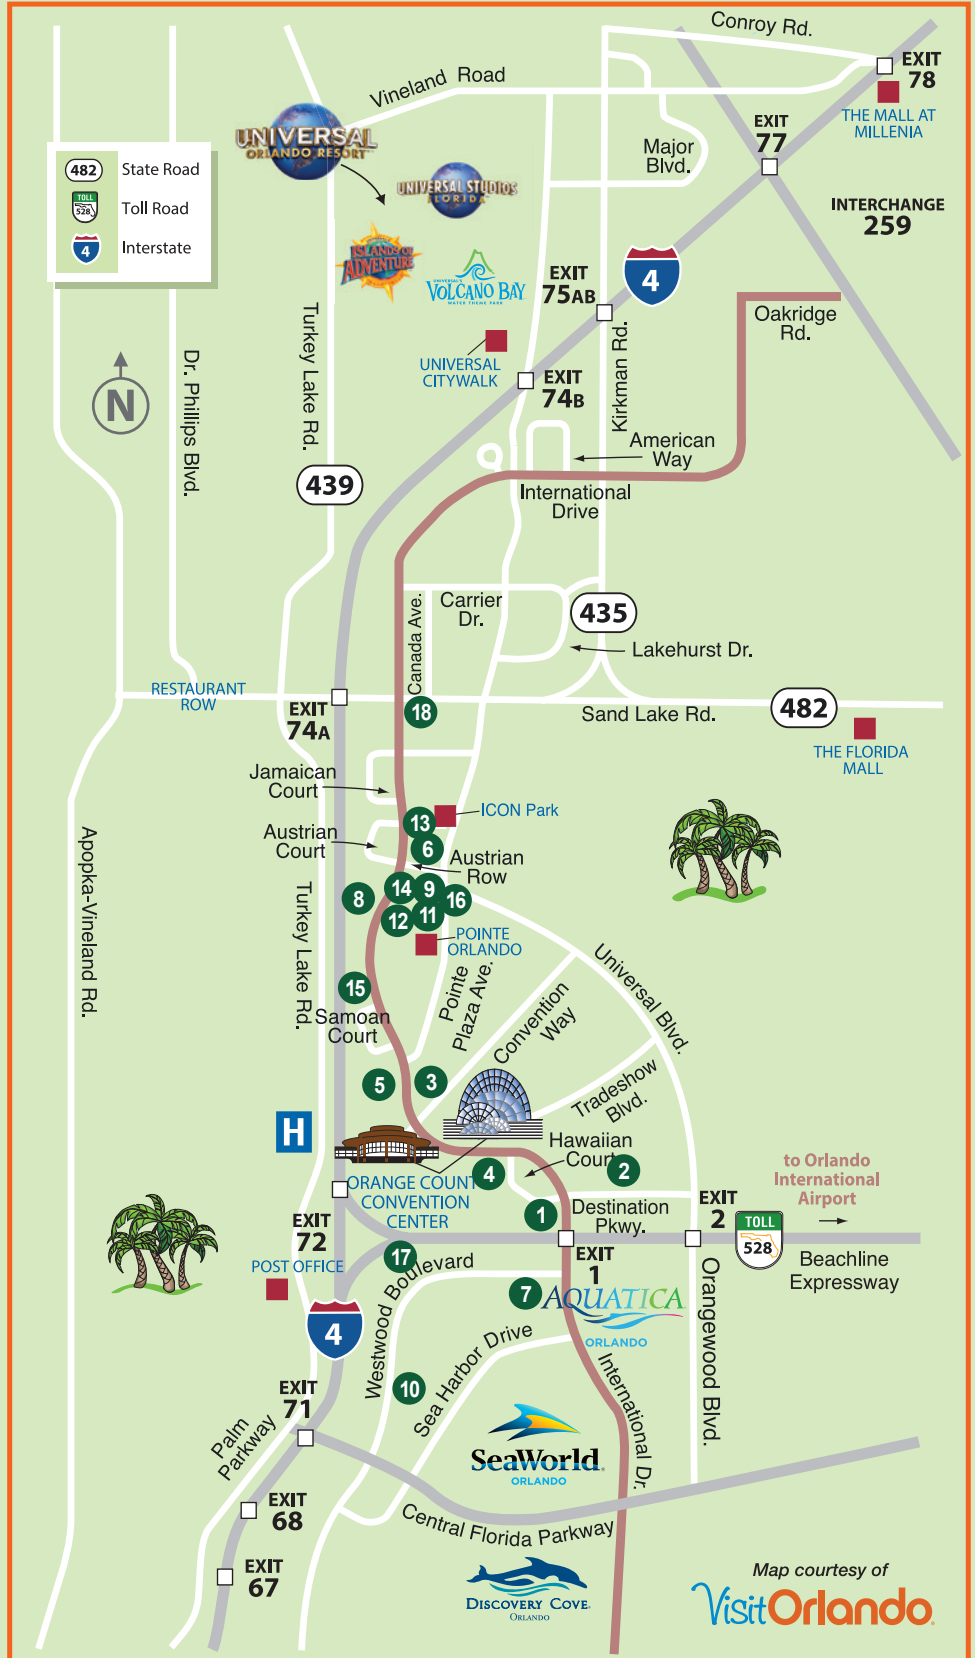 Conroy Rd.
EXIT
78
THE MALL AT
MILLENIA
Vineland Road
UNIVERSAL
ORLANDO RESORT
EXIT
77
Major
Blvd.
482 State Road
TOLL
528 Toll Road
4 Interstate
UNIVERSAL STUDIOS
FLORIDA
INTERCHANGE
259
ISLANDS OF
ADVENTURE
UNIVERSAL'S
VOLCANO BAY
WATER THEME PARK
EXIT
75AB
4
Oakridge
Rd.
Turkey Lake Rd.
Dr. Phillips Blvd.
N
UNIVERSAL
CITYWALK
EXIT
74B
Kirkman Rd.
American
Way
439
International
Drive
Canada Ave.
Carrier
Dr.
435
Lakehurst Dr.
RESTAURANT
ROW
EXIT
74A
18
Sand Lake Rd.
482
THE FLORIDA
MALL
Jamaican
Court
13
ICON Park
Austrian
Court
6
Austrian
Row
Apopka-Vineland Rd.
Turkey Lake Rd.
8
14
9
16
12
11
POINTE
ORLANDO
15
Samoan
Court
Pointe
Plaza Ave.
Convention
Way
Universal Blvd.
5
3
Tradeshow
Blvd.
H
Hawaiian
Court
2
4
ORANGE COUNT
CONVENTION
CENTER
1
Destination
Pkwy.
EXIT
2
to Orlando
International
Airport
TOLL
528
Beachline
Expressway
EXIT
72
POST OFFICE
17
EXIT
1
Westwood Boulevard
7
AQUATICA
ORLANDO
4
Sea Harbor Drive
10
International Dr.
Orangewood Blvd.
EXIT
71
Palm
Parkway
SeaWorld
ORLANDO
EXIT
68
Central Florida Parkway
EXIT
67
DISCOVERY COVE
ORLANDO
Map courtesy of
VisitOrlando